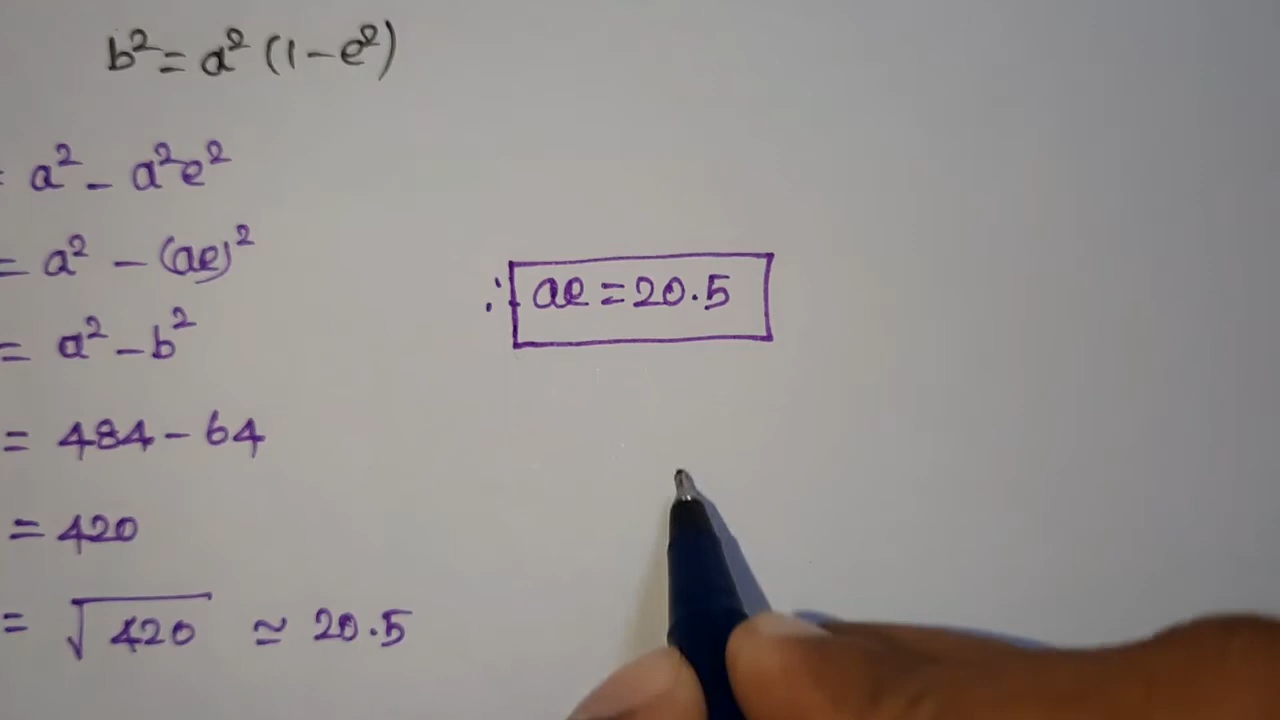 b² = a² (1 - e²)
= a² - a²e²
= a² - (ae)²
= a² - b²
= 484 - 64
= 420
= √420 ≃ 20.5
∴ ae = 20.5